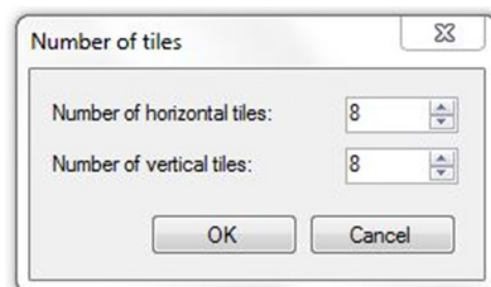 Number of tiles
Number of horizontal tiles: 8
Number of vertical tiles: 8
OK Cancel